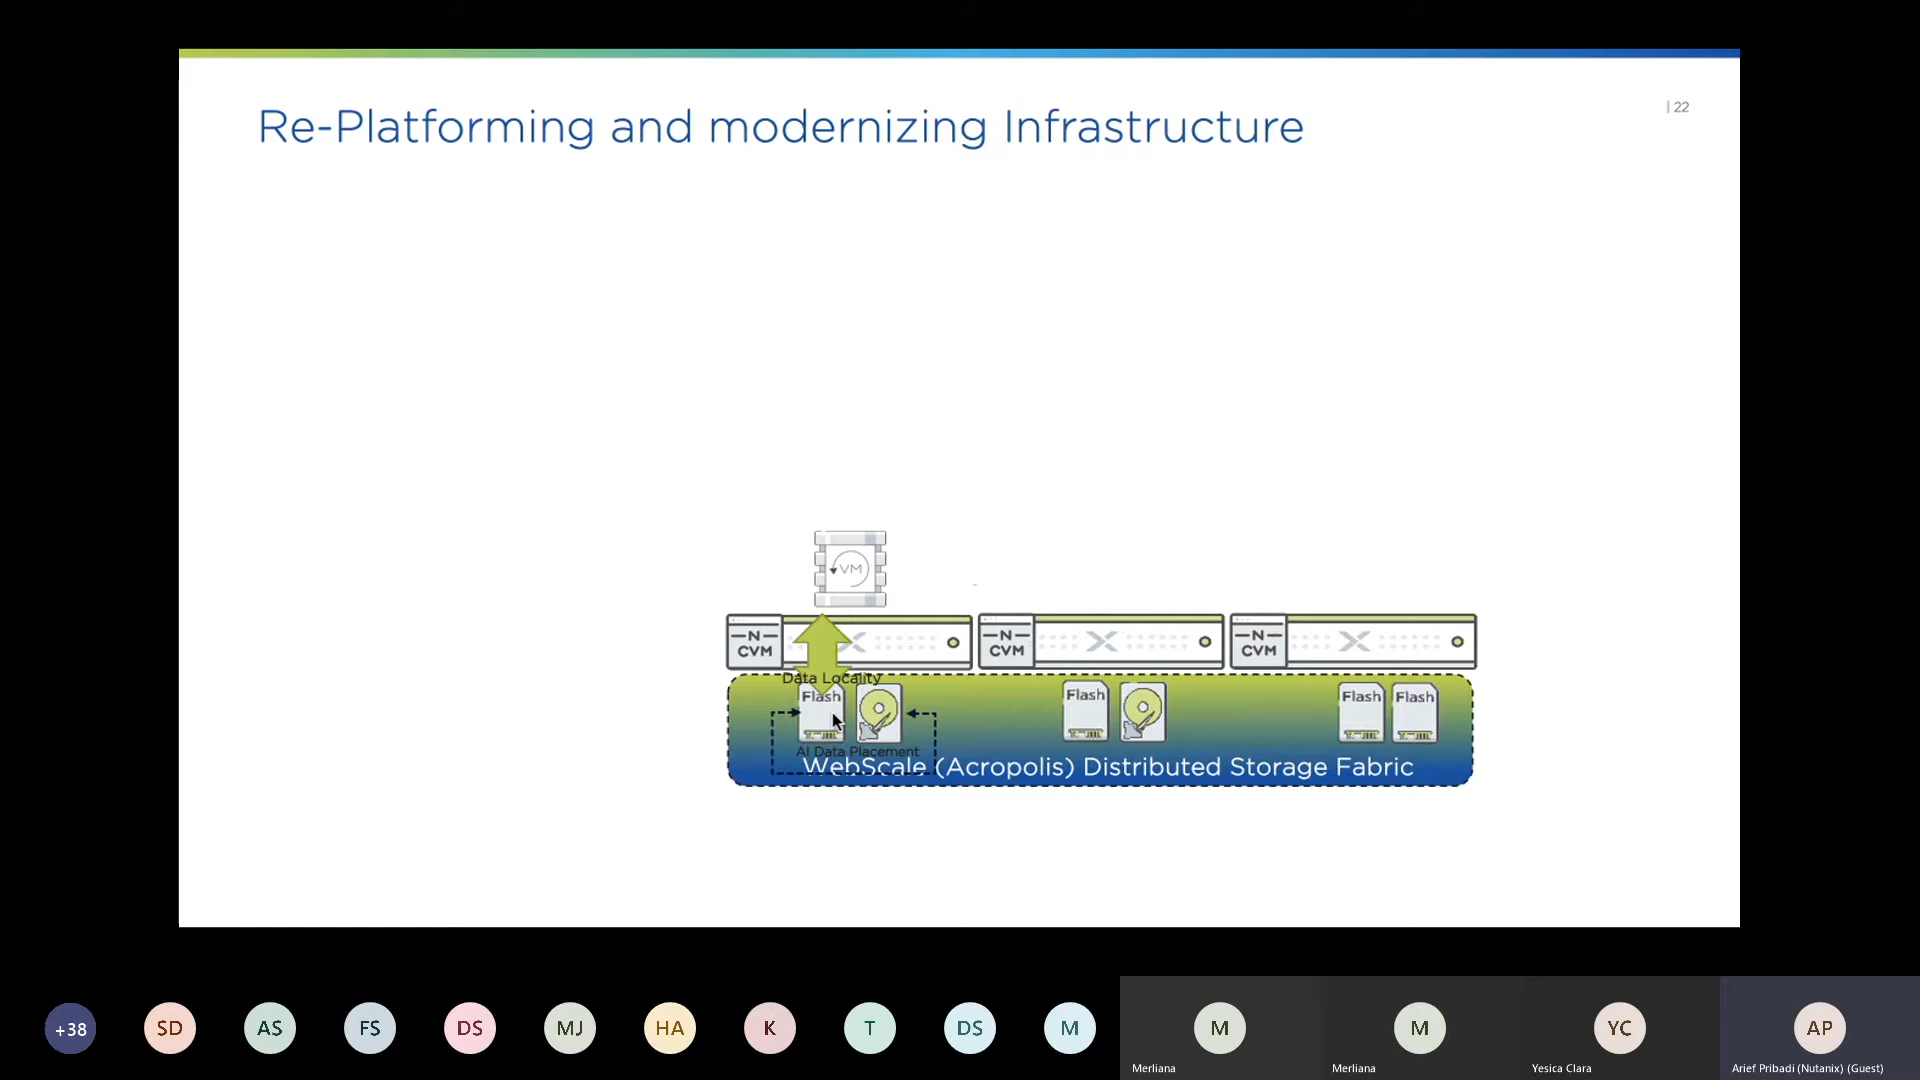 Re-Platforming and modernizing Infrastructure
| 22
VM
N
CVM
N
CVM
N
CVM
Data Locality
Flash
Flash
Flash
Flash
AI Data Placement
WebScale (Acropolis) Distributed Storage Fabric
+38
SD
AS
FS
DS
MJ
HA
K
T
DS
M
M
M
YC
AP
Merliana
Merliana
Yesica Clara
Arief Pribadi (Nutanix) (Guest)